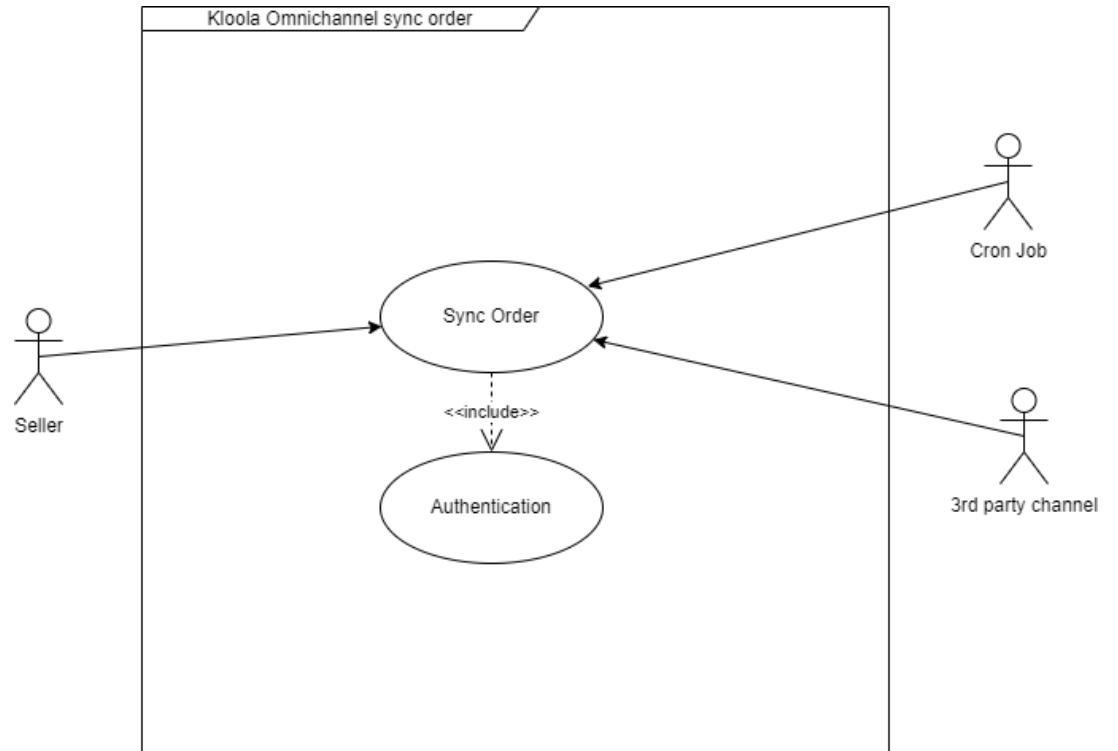 Kloola Omnichannel sync order
Cron Job
Sync Order
Seller
<<include>>
Authentication
3rd party channel